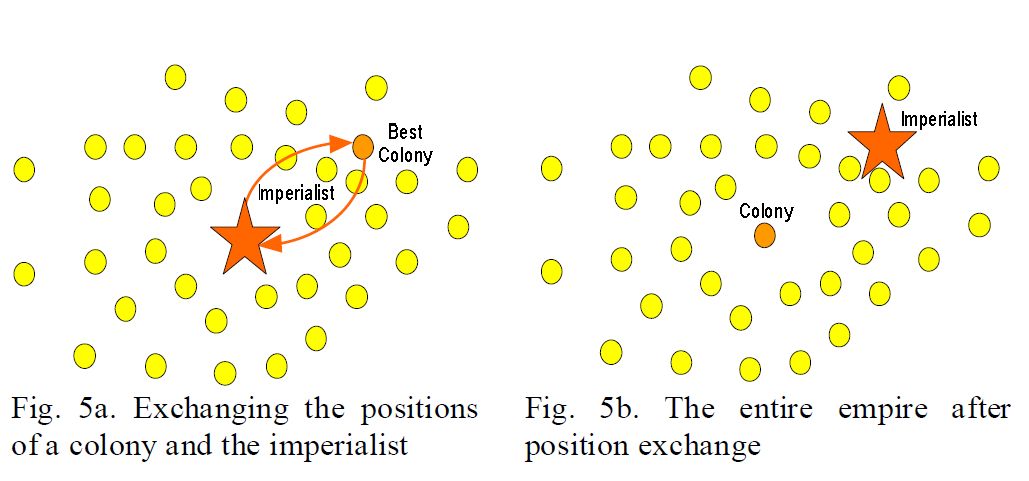 Best
Colony
Imperialist
Fig. 5a. Exchanging the positions
of a colony and the imperialist
Imperialist
Colony
Fig. 5b. The entire empire after
position exchange